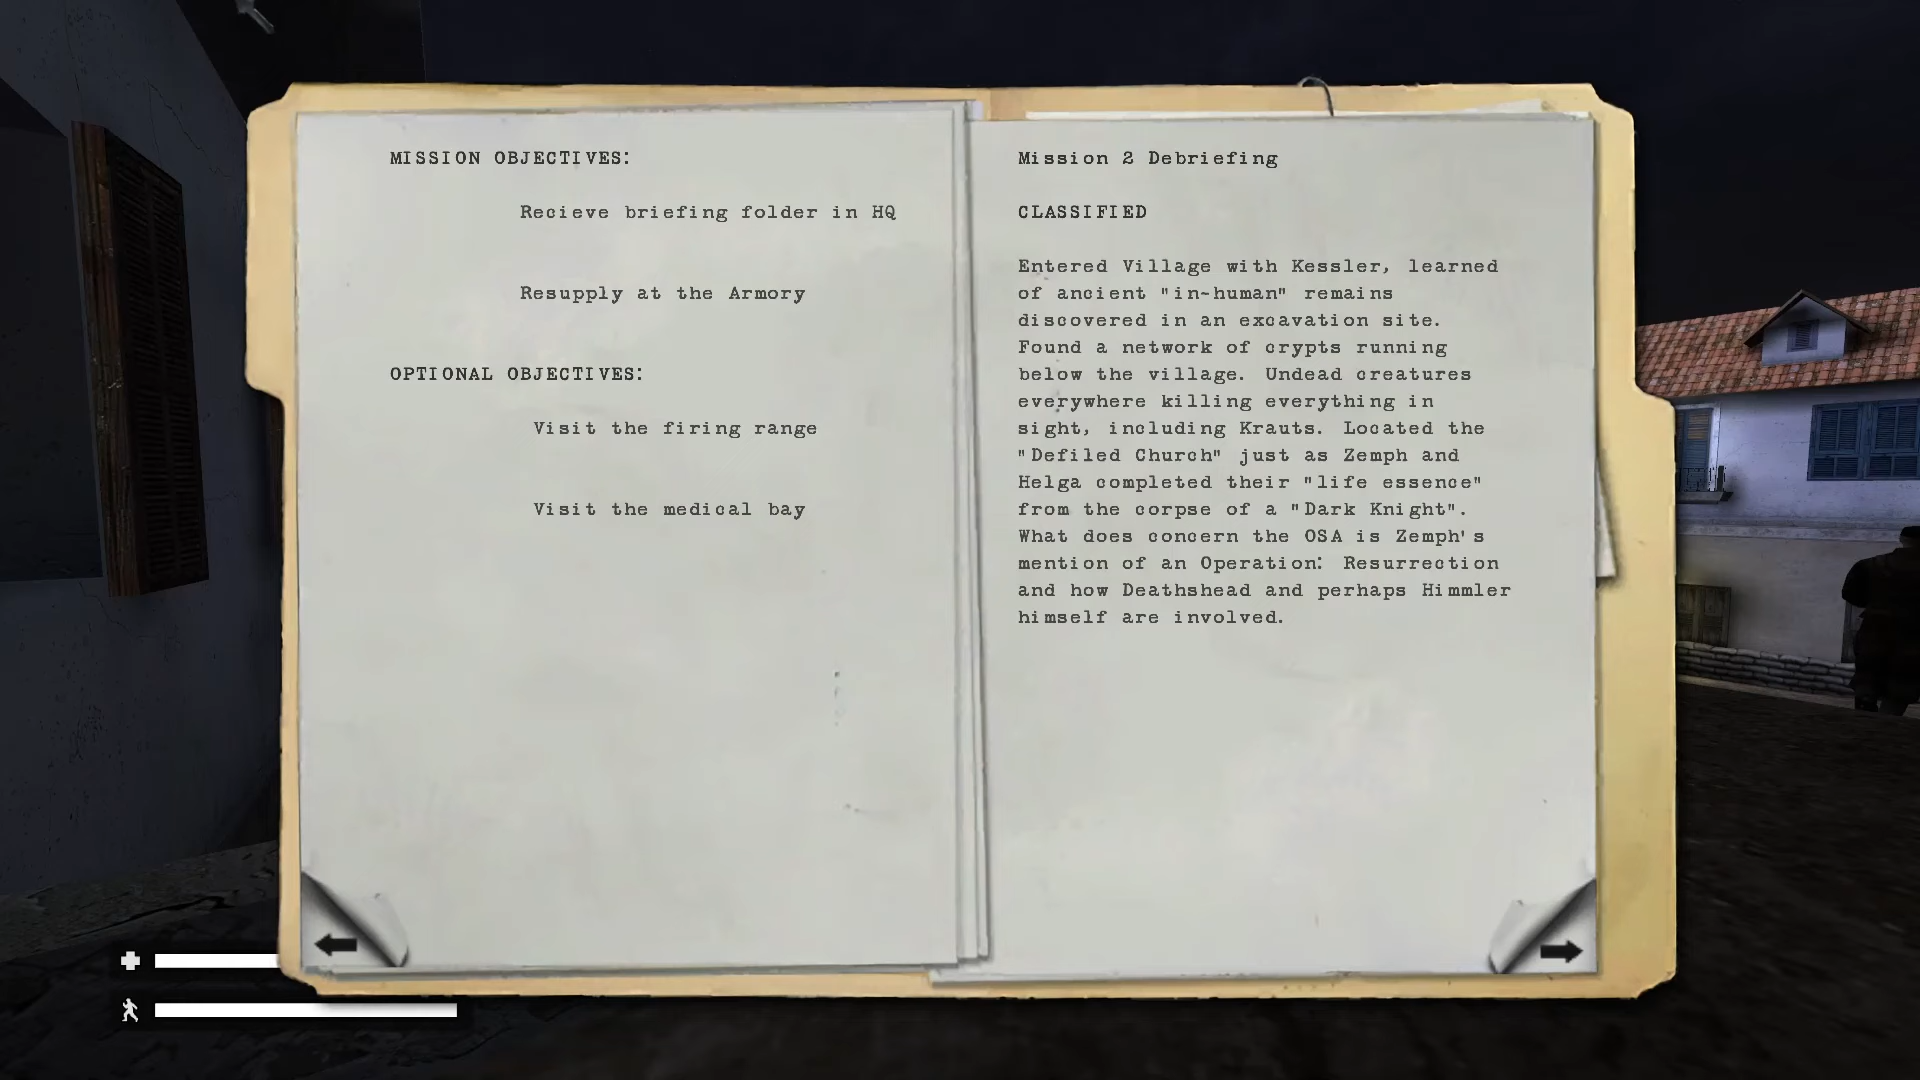 MISSION OBJECTIVES:
Recieve briefing folder in HQ
Resupply at the Armory
OPTIONAL OBJECTIVES:
Visit the firing range
Visit the medical bay
Mission 2 Debriefing
CLASSIFIED
Entered Village with Kessler, learned
of ancient "in-human" remains
discovered in an excavation site.
Found a network of crypts running
below the village. Undead creatures
everywhere killing everything in
sight, including Krauts. Located the
"Defiled Church" just as Zemph and
Helga completed their "life essence"
from the corpse of a "Dark Knight".
What does concern the OSA is Zemph's
mention of an Operation: Resurrection
and how Deathshead and perhaps Himmler
himself are involved.